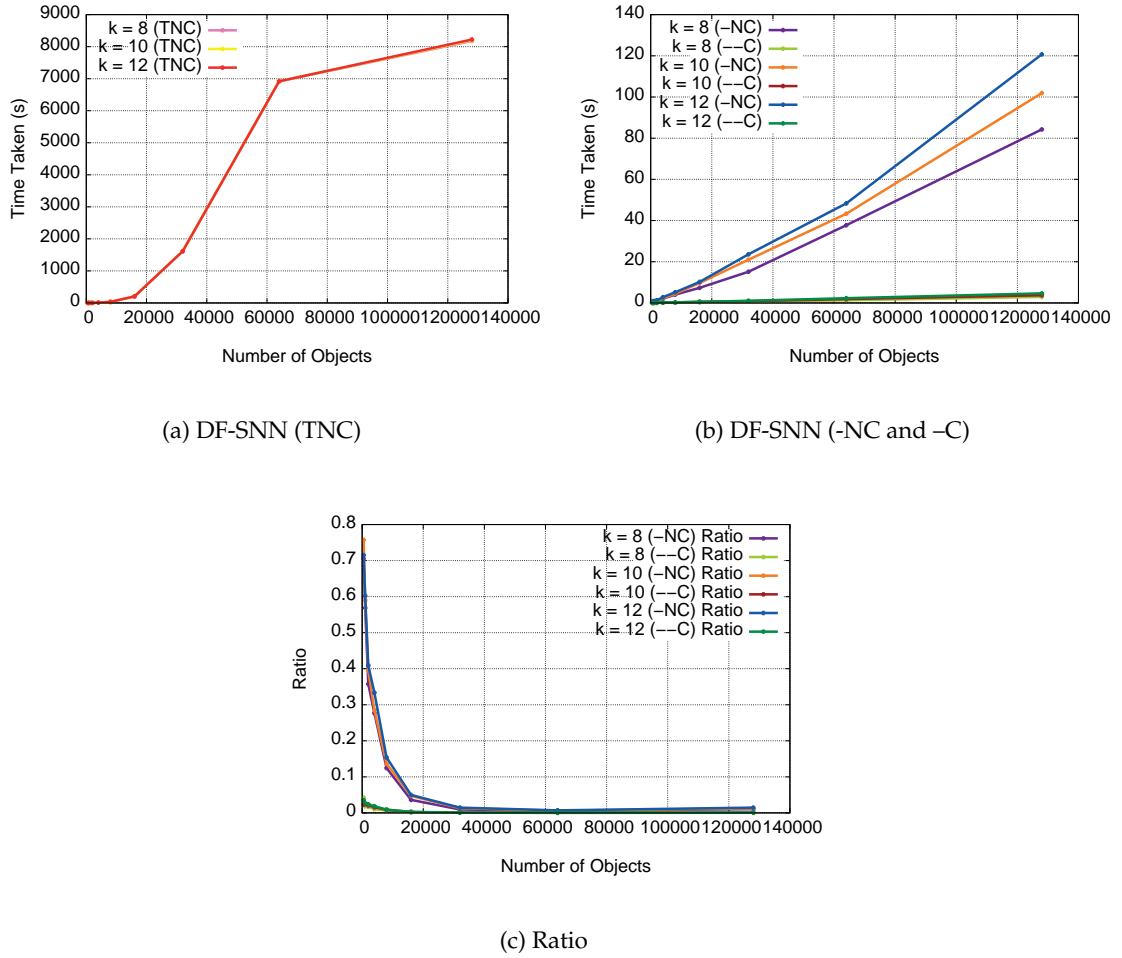 9000
8000
7000
6000
5000
4000
3000
2000
1000
0
Time Taken (s)
k = 8 (TNC)
k = 10 (TNC)
k = 12 (TNC)
0 20000 40000 60000 80000 100000 120000 140000
Number of Objects
(a) DF-SNN (TNC)
140
120
100
80
60
40
20
0
Time Taken (s)
k = 8 (−NC)
k = 8 (−−C)
k = 10 (−NC)
k = 10 (−−C)
k = 12 (−NC)
k = 12 (−−C)
0 20000 40000 60000 80000 100000 120000 140000
Number of Objects
(b) DF-SNN (-NC and –C)
0.8
0.7
0.6
0.5
0.4
0.3
0.2
0.1
0
Ratio
k = 8 (−NC) Ratio
k = 8 (−−C) Ratio
k = 10 (−NC) Ratio
k = 10 (−−C) Ratio
k = 12 (−NC) Ratio
k = 12 (−−C) Ratio
0 20000 40000 60000 80000 100000 120000 140000
Number of Objects
(c) Ratio